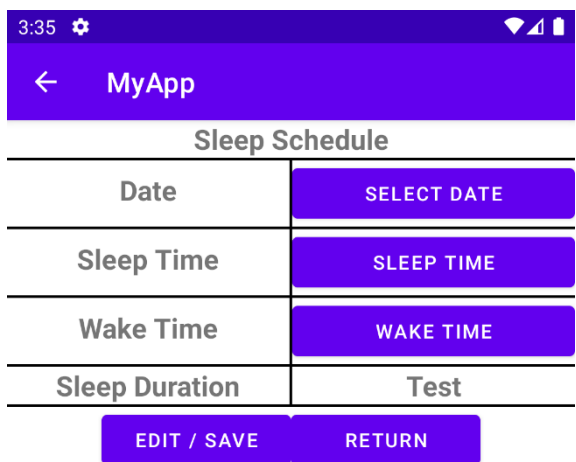 3:35
MyApp
Sleep Schedule
Date SELECT DATE
Sleep Time SLEEP TIME
Wake Time WAKE TIME
Sleep Duration Test
EDIT / SAVE RETURN